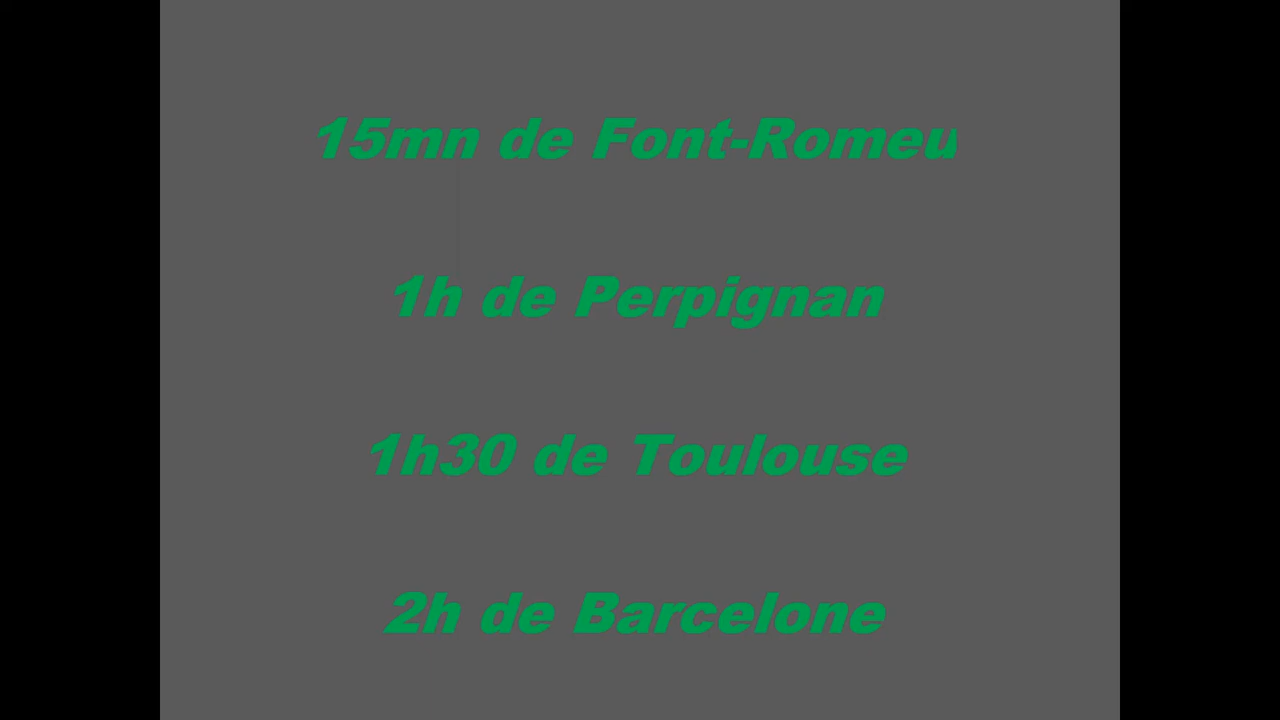 15mn de Font-Romeu
1h de Perpignan
1h30 de Toulouse
2h de Barcelone